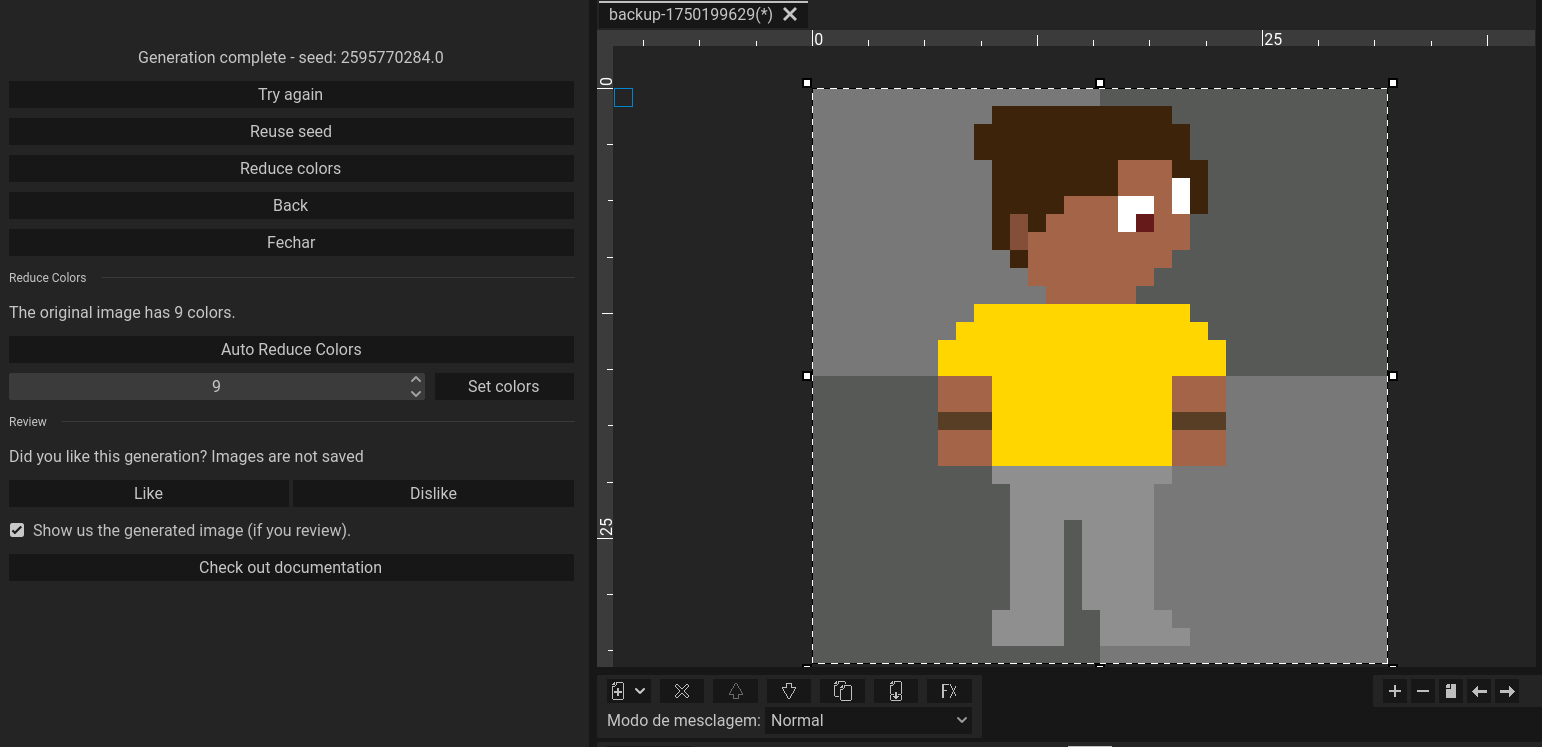 backup-1750199629(*)
0
25
0
25
Generation complete - seed: 2595770284.0
Try again
Reuse seed
Reduce colors
Back
Fechar
Reduce Colors
The original image has 9 colors.
Auto Reduce Colors
9
Set colors
Review
Did you like this generation? Images are not saved
Like
Dislike
Show us the generated image (if you review).
Check out documentation
FX
Modo de mesclagem:
Normal